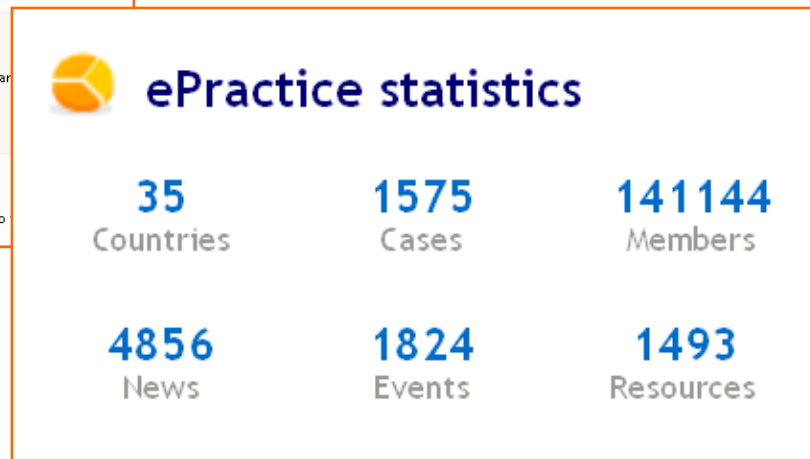 ePractice statistics
35 1575 141144
Countries Cases Members
4856 1824 1493
News Events Resources